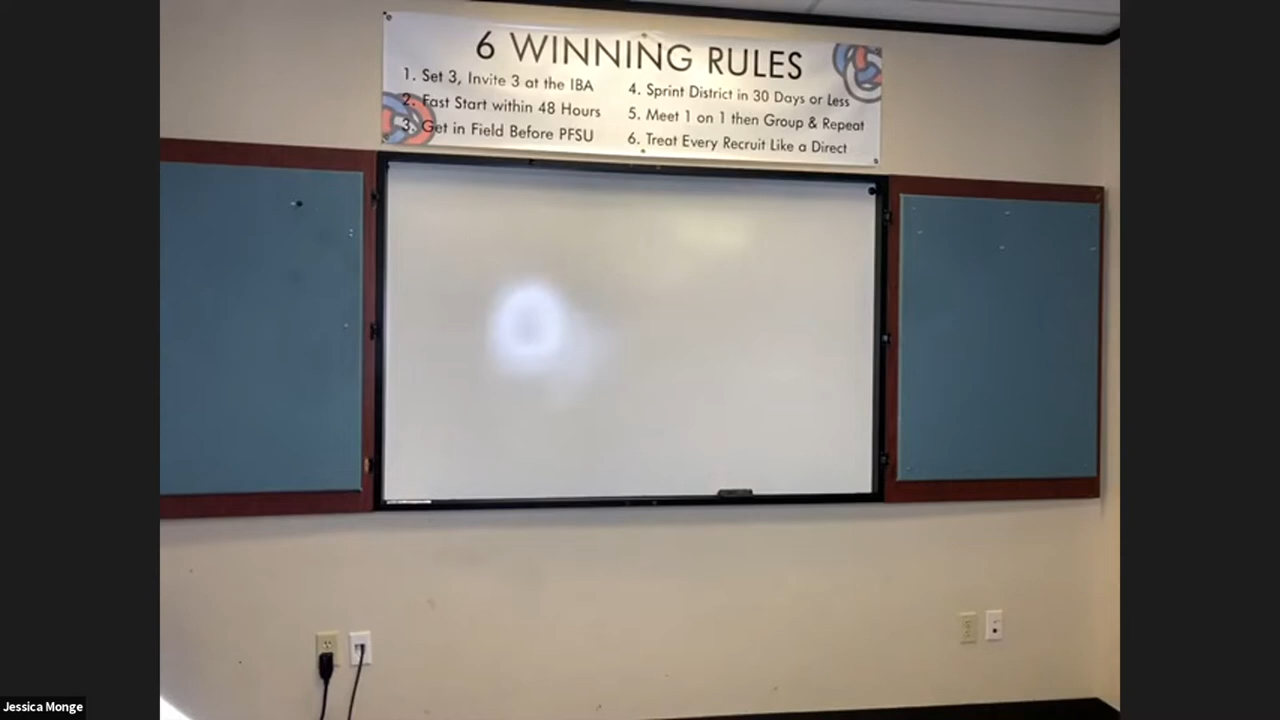 6 WINNING RULES
1. Set 3, Invite 3 at the IBA
2. Fast Start within 48 Hours
3. Get in Field Before PFSU
4. Sprint District in 30 Days or Less
5. Meet 1 on 1 then Group & Repeat
6. Treat Every Recruit Like a Direct
Jessica Monge